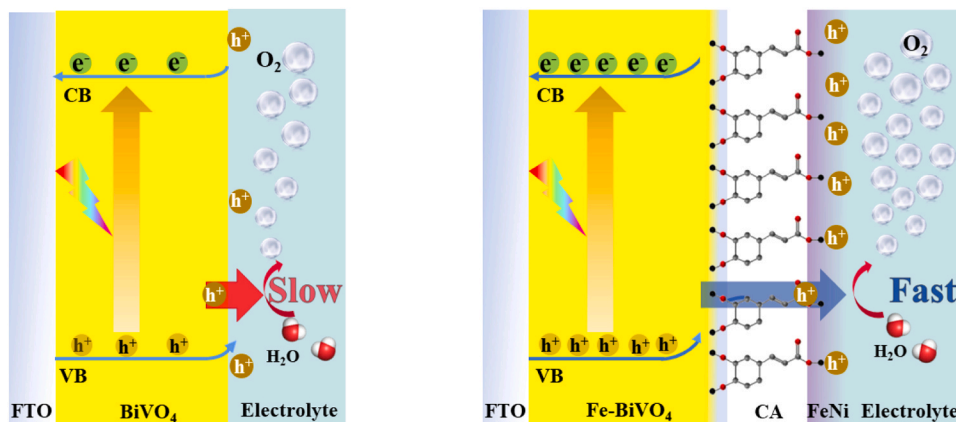 h⁺
O₂
e⁻ e⁻ e⁻
CB
h⁺
h⁺
Slow
h⁺ h⁺ h⁺
H₂O
h⁺
VB
FTO BiVO₄ Electrolyte
h⁺
O₂
e⁻ e⁻ e⁻ e⁻ e⁻
CB
h⁺
h⁺
h⁺
h⁺
h⁺
Fast
h⁺ h⁺ h⁺ h⁺ h⁺
H₂O
h⁺
VB
FTO Fe-BiVO₄ CA FeNi Electrolyte